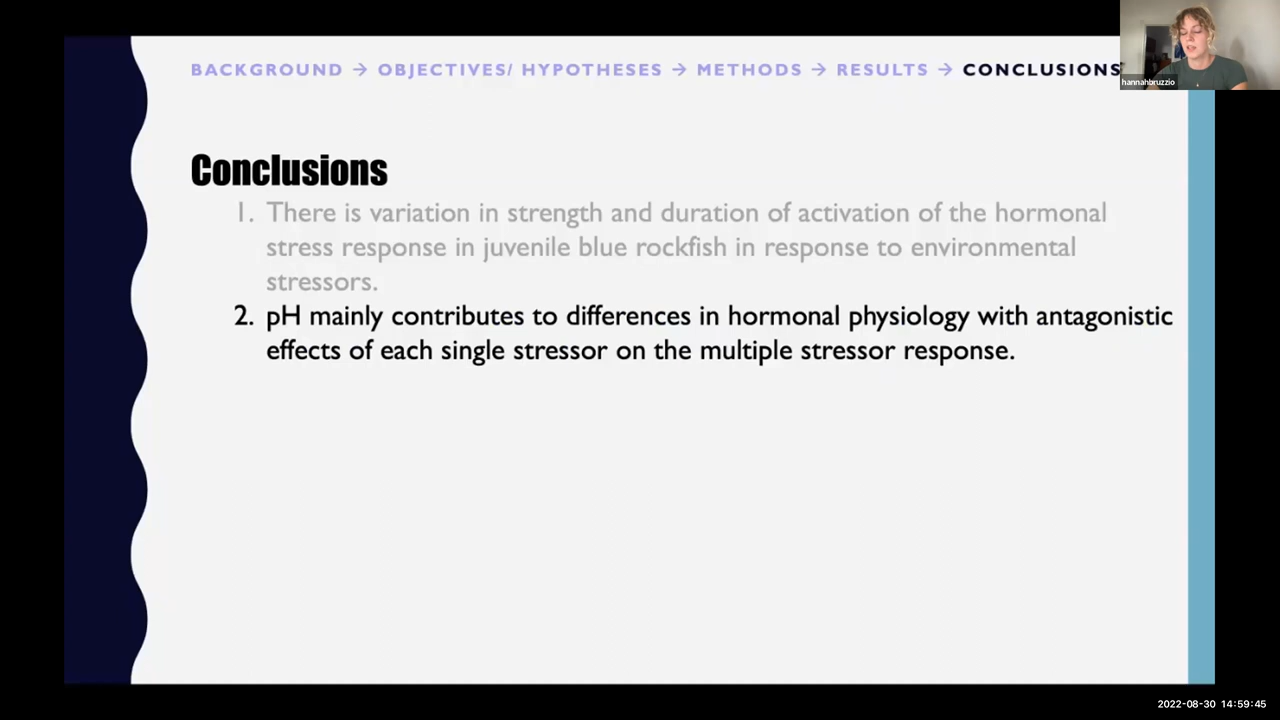 BACKGROUND → OBJECTIVES/ HYPOTHESES → METHODS → RESULTS → CONCLUSIONS
hannahbruzzio
Conclusions
1. There is variation in strength and duration of activation of the hormonal
stress response in juvenile blue rockfish in response to environmental
stressors.
2. pH mainly contributes to differences in hormonal physiology with antagonistic
effects of each single stressor on the multiple stressor response.
2022-08-30 14:59:45